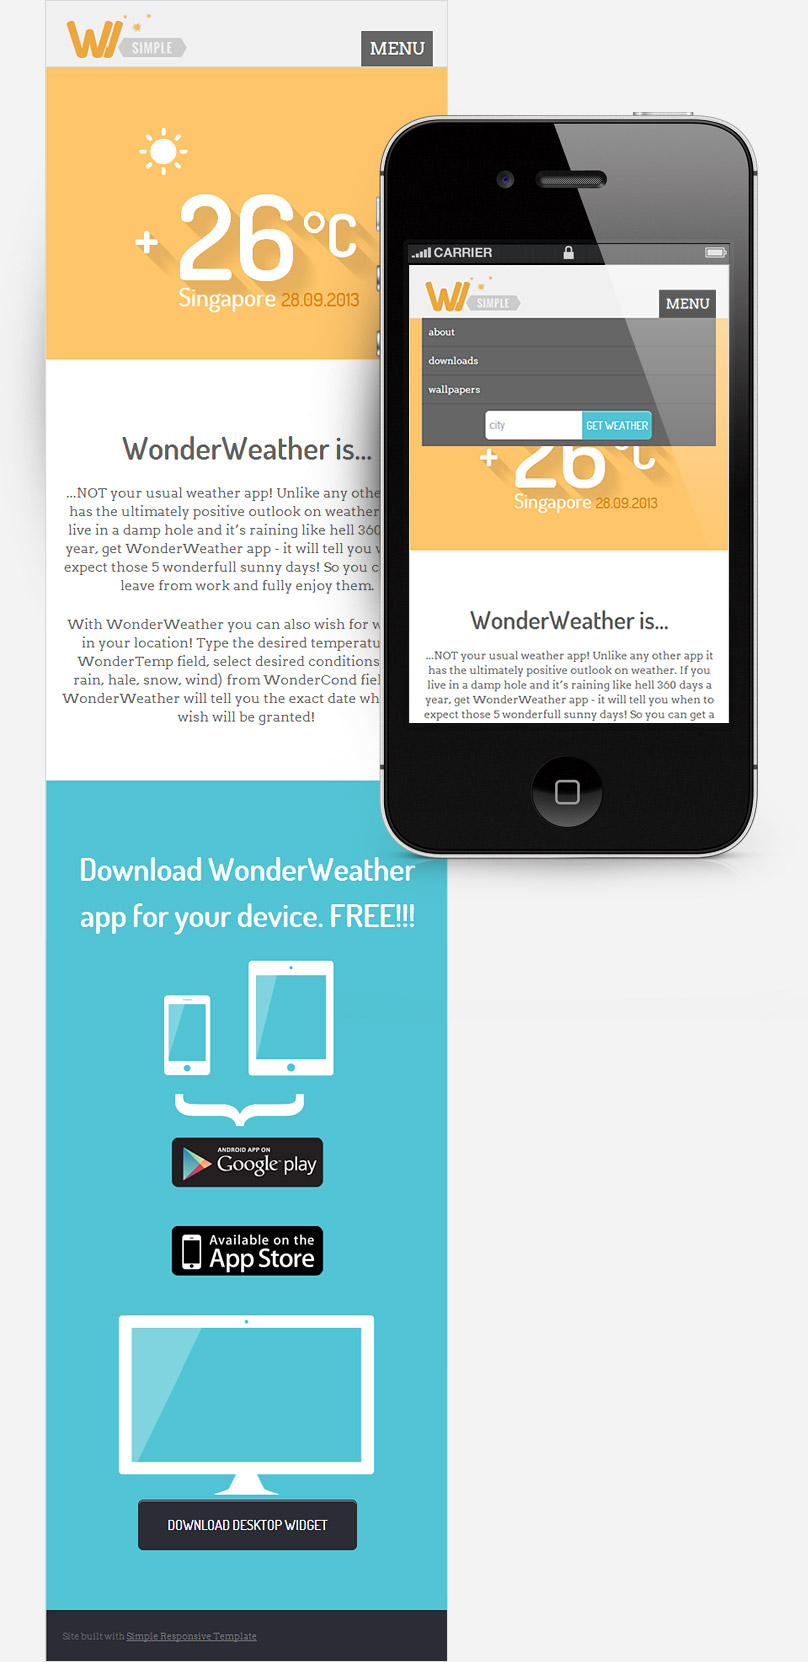 WI SIMPLE
MENU
+ 26°C
Singapore 28.09.2013
WonderWeather is...
...NOT your usual weather app! Unlike any othe
has the ultimately positive outlook on weather
live in a damp hole and it's raining like hell 360
year, get WonderWeather app - it will tell you
expect those 5 wonderfull sunny days! So you c
leave from work and fully enjoy them.
With WonderWeather you can also wish for w
in your location! Type the desired temperatu
WonderTemp field, select desired conditions
rain, hale, snow, wind) from WonderCond fiel
WonderWeather will tell you the exact date wh
wish will be granted!
Download WonderWeather
app for your device. FREE!!!
ANDROID APP ON
Google play
Available on the
App Store
DOWNLOAD DESKTOP WIDGET
Site built with Simple Responsive Template
CARRIER
WI SIMPLE
MENU
about
downloads
wallpapers
city GET WEATHER
+ 26°C
Singapore 28.09.2013
WonderWeather is...
...NOT your usual weather app! Unlike any other app it
has the ultimately positive outlook on weather. If you
live in a damp hole and it's raining like hell 360 days a
year, get WonderWeather app - it will tell you when to
expect those 5 wonderfull sunny days! So you can get a